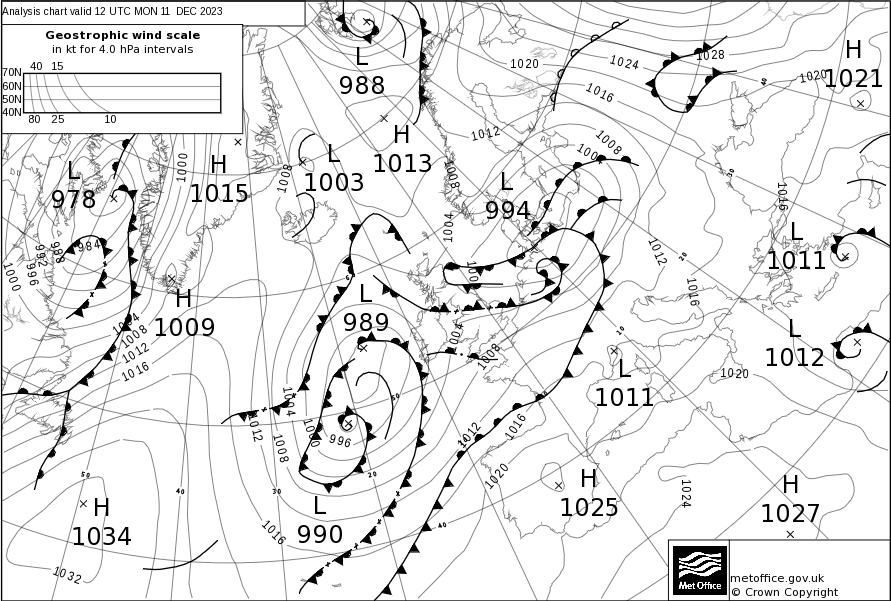 Analysis chart valid 12 UTC MON 11 DEC 2023
Geostrophic wind scale
in kt for 4.0 hPa intervals
40 15
70N
60N
50N
40N
80 25 10
L
988
H
1013
L
1003
H
1015
L
978
H
1009
L
994
L
989
L
990
H
1034
H
1021
L
1011
L
1012
L
1011
H
1025
H
1027
1020
1024
1028
1020
1016
1012
1008
1004
1008
1000
1008
1004
1016
1012
1016
1020
984
988
992
996
1000
1004
1008
1012
1016
1004
1008
1004
1000
1008
1012
996
1012
1016
1020
1024
1016
1032
50
40
30
20
40
50
10
20
30
40
Met Office
metoffice.gov.uk
© Crown Copyright